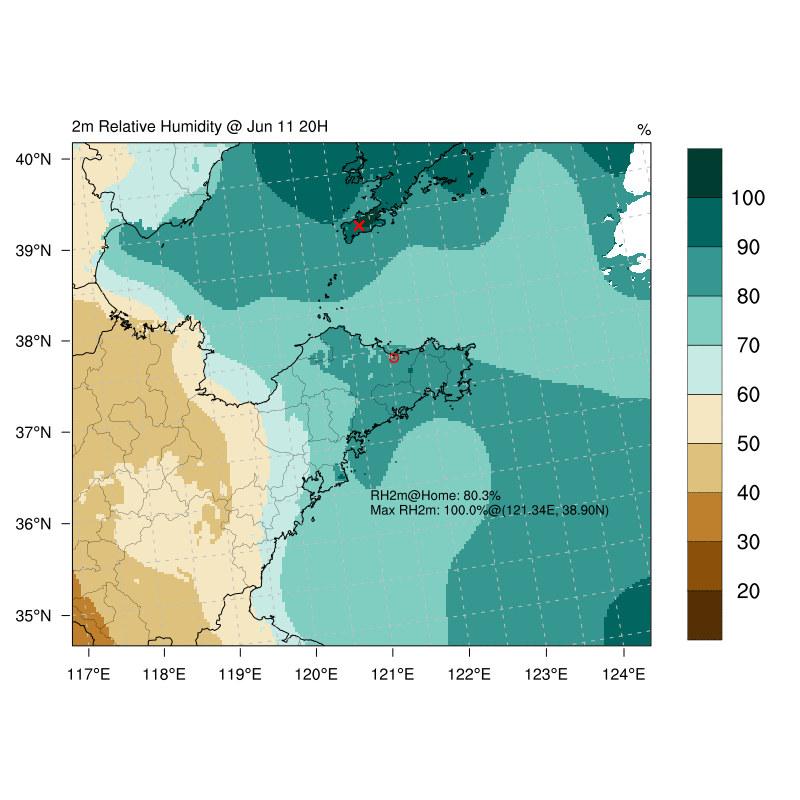 2m Relative Humidity @ Jun 11 20H
%
40°N
39°N
38°N
37°N
36°N
35°N
117°E
118°E
119°E
120°E
121°E
122°E
123°E
124°E
RH2m@Home: 80.3%
Max RH2m: 100.0%@(121.34E, 38.90N)
100
90
80
70
60
50
40
30
20